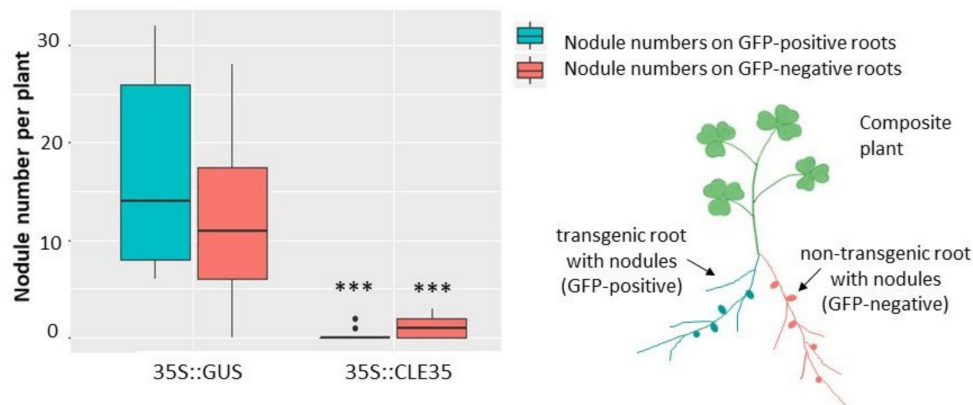 Nodule number per plant
30
20
10
0
***
***
35S::GUS
35S::CLE35
Nodule numbers on GFP-positive roots
Nodule numbers on GFP-negative roots
Composite
plant
transgenic root
with nodules
(GFP-positive)
non-transgenic root
with nodules
(GFP-negative)